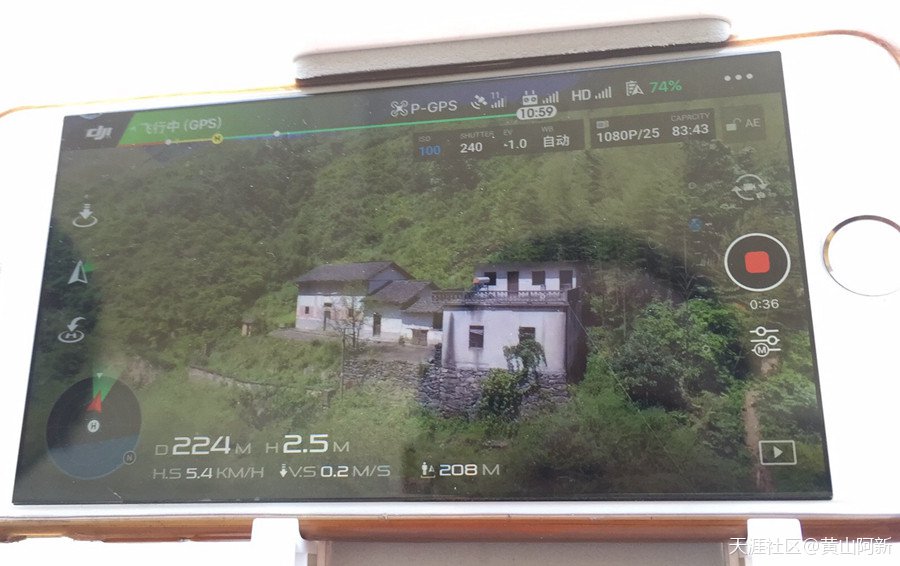 dji 飞行中 (GPS) P-GPS 11 HD 74%
10:59
ISO 100 SHUTTER 240 EV -1.0 WB 自动 1080P/25 CAPACITY 83:43 AE
0:36
M
H
N
D 224 M H 2.5 M
H.S 5.4 KM/H V.S 0.2 M/S 208 M
天涯社区@黄山阿新